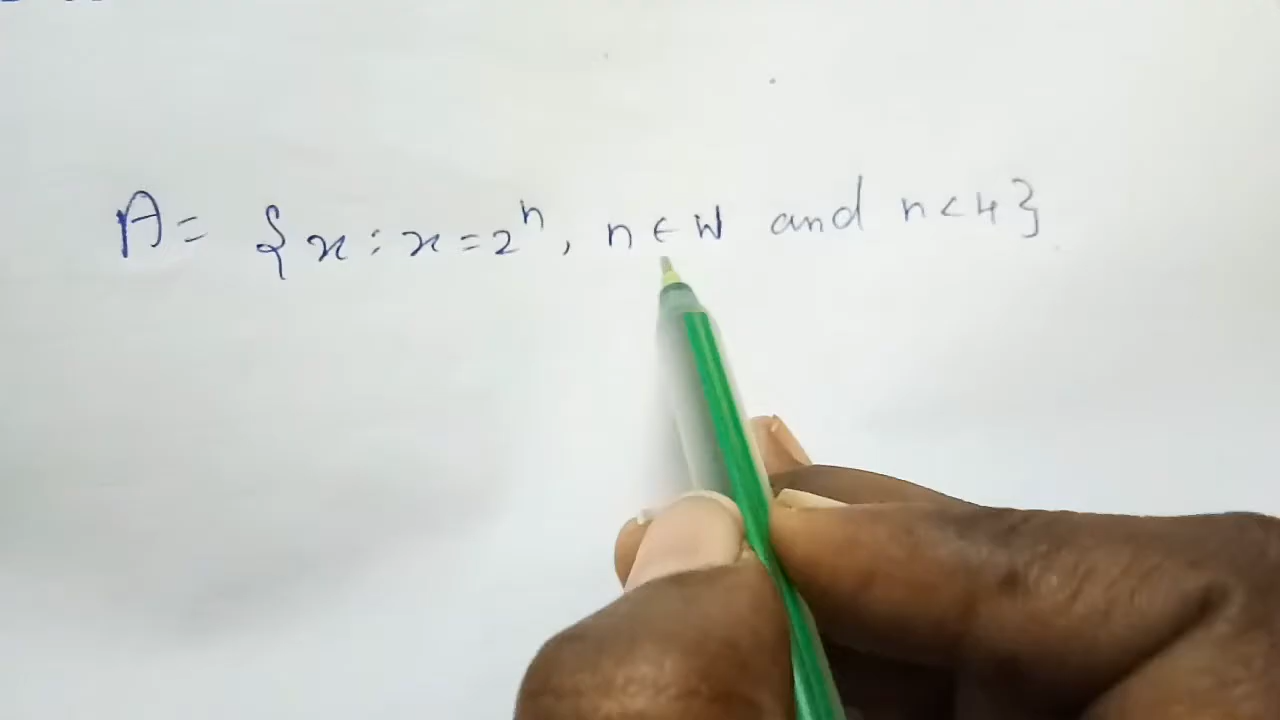 A = {x : x = 2ⁿ, n ∈ W and n < 4}